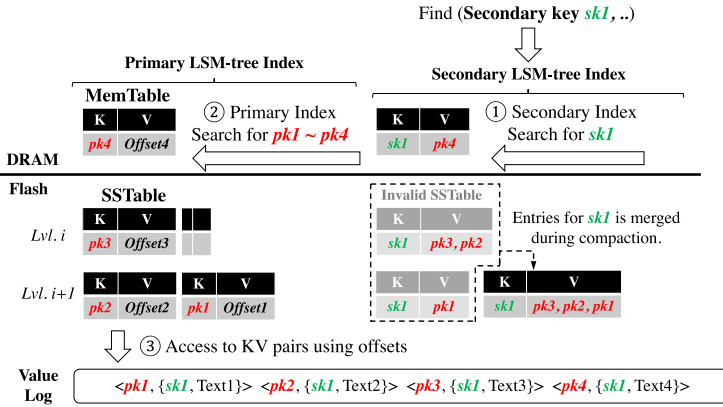 Find (Secondary key sk1, ..)
Primary LSM-tree Index
Secondary LSM-tree Index
MemTable
K V
pk4 Offset4
② Primary Index
Search for pk1 ~ pk4
K V
sk1 pk4
① Secondary Index
Search for sk1
DRAM
Flash
SSTable
Lvl. i
K V
pk3 Offset3
Invalid SSTable
K V
sk1 pk3, pk2
Entries for sk1 is merged
during compaction.
Lvl. i+1
K V K V
pk2 Offset2 pk1 Offset1
K V
sk1 pk1
K V
sk1 pk3, pk2, pk1
③ Access to KV pairs using offsets
Value
Log
<pk1, {sk1, Text1}> <pk2, {sk1, Text2}> <pk3, {sk1, Text3}> <pk4, {sk1, Text4}>